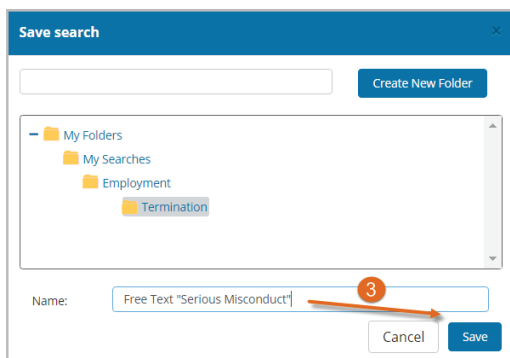 Save search
×
Create New Folder
My Folders
My Searches
Employment
Termination
Name: Free Text "Serious Misconduct"
3
Cancel Save